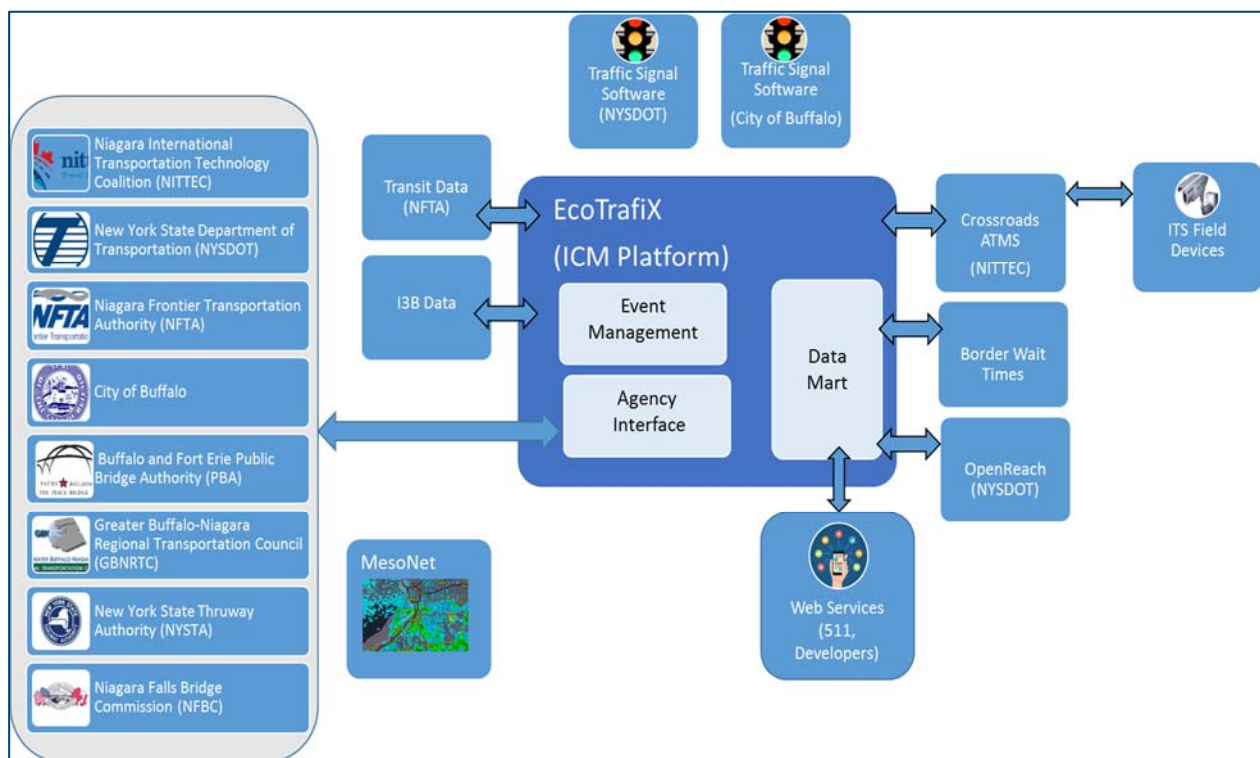 Traffic Signal
Software
(NYSDOT)
Traffic Signal
Software
(City of Buffalo)
Niagara International
Transportation Technology
Coalition (NITTEC)
New York State Department of
Transportation (NYSDOT)
NFTA
Niagara Frontier Transportation
Authority (NFTA)
City of Buffalo
Buffalo and Fort Erie Public
Bridge Authority (PBA)
Greater Buffalo-Niagara
Regional Transportation Council
(GBNRTC)
New York State Thruway
Authority (NYSTA)
Niagara Falls Bridge
Commission (NFBC)
Transit Data
(NFTA)
I3B Data
MesoNet
EcoTrafiX
(ICM Platform)
Event
Management
Agency
Interface
Data
Mart
Crossroads
ATMS
(NITTEC)
ITS Field
Devices
Border Wait
Times
OpenReach
(NYSDOT)
Web Services
(511,
Developers)